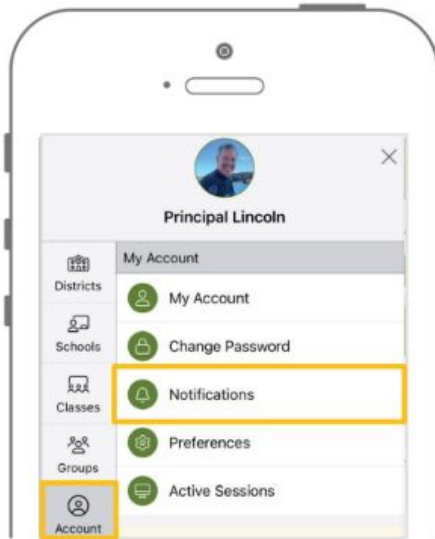 Principal Lincoln
My Account
Districts
My Account
Schools
Change Password
Classes
Notifications
Groups
Preferences
Account
Active Sessions